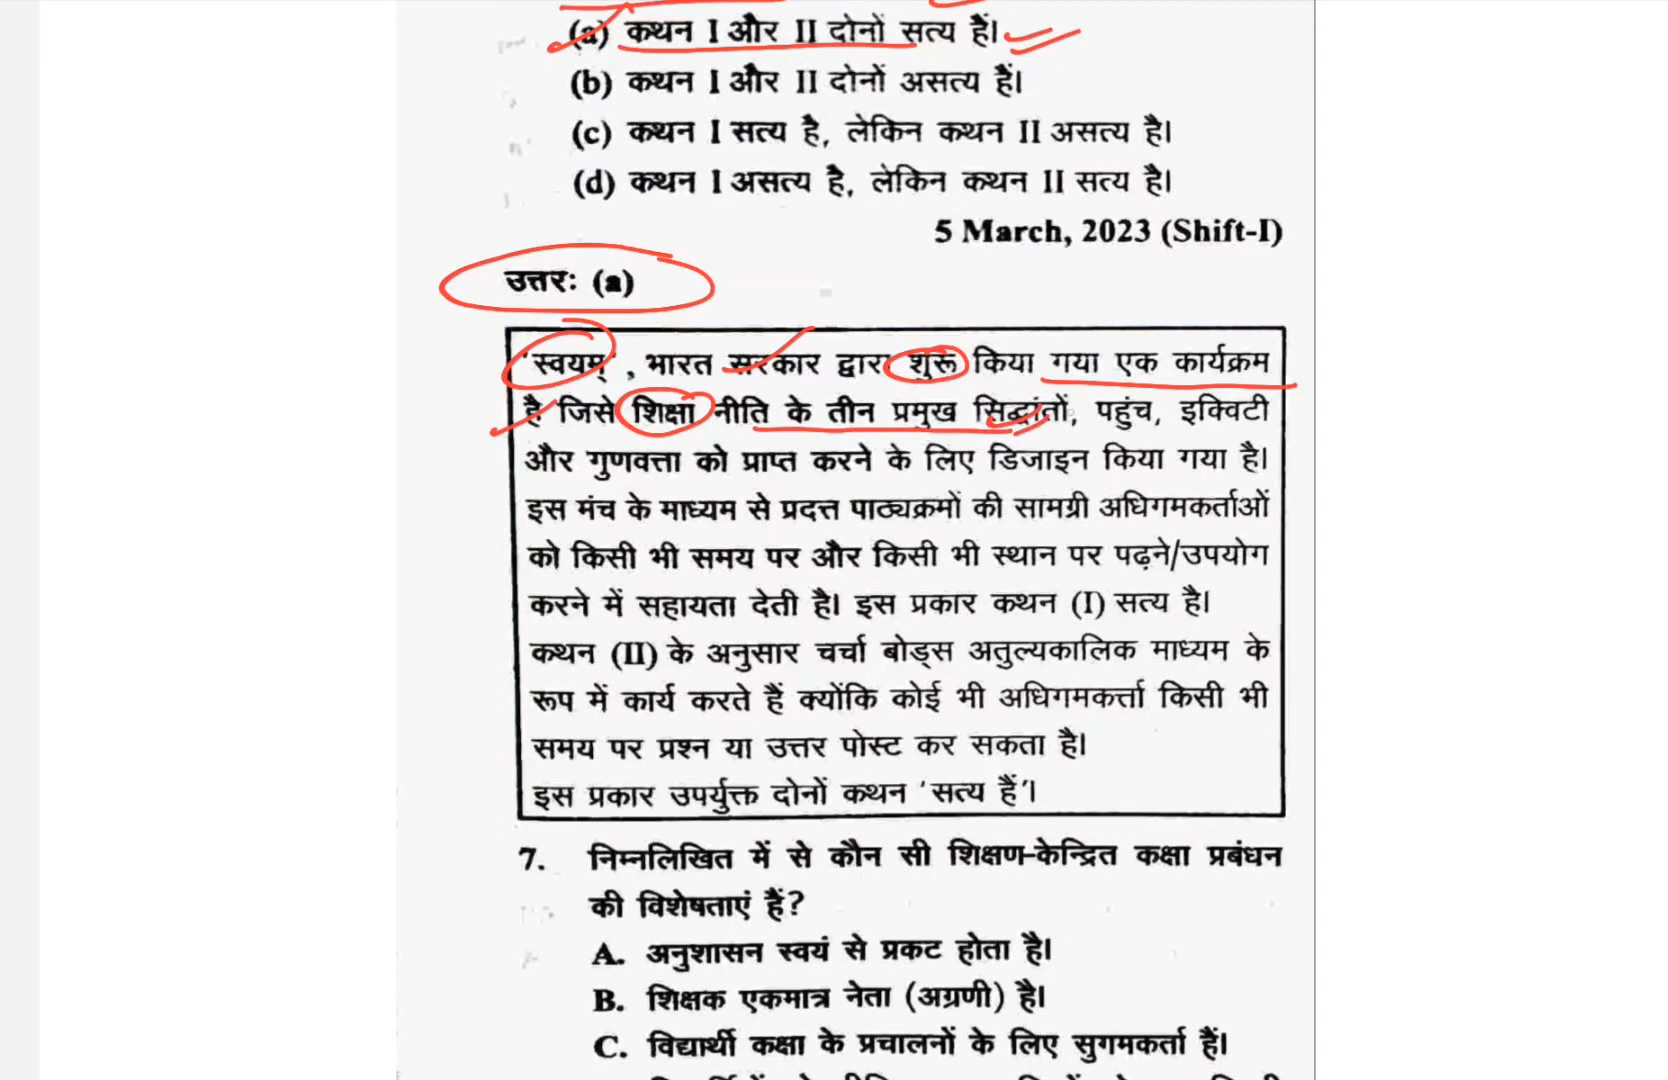 (a) कथन I और II दोनों सत्य हैं।
(b) कथन I और II दोनों असत्य हैं।
(c) कथन I सत्य है, लेकिन कथन II असत्य है।
(d) कथन I असत्य है, लेकिन कथन II सत्य है।
5 March, 2023 (Shift-I)
उत्तरः (a)
'स्वयम्', भारत सरकार द्वारा शुरू किया गया एक कार्यक्रम
है जिसे शिक्षा नीति के तीन प्रमुख सिद्धांतों, पहुंच, इक्विटी
और गुणवत्ता को प्राप्त करने के लिए डिजाइन किया गया है।
इस मंच के माध्यम से प्रदत्त पाठ्यक्रमों की सामग्री अधिगमकर्ताओं
को किसी भी समय पर और किसी भी स्थान पर पढ़ने/उपयोग
करने में सहायता देती है। इस प्रकार कथन (I) सत्य है।
कथन (II) के अनुसार चर्चा बोड्स अतुल्यकालिक माध्यम के
रूप में कार्य करते हैं क्योंकि कोई भी अधिगमकर्त्ता किसी भी
समय पर प्रश्न या उत्तर पोस्ट कर सकता है।
इस प्रकार उपर्युक्त दोनों कथन 'सत्य हैं'।
7. निम्नलिखित में से कौन सी शिक्षण-केन्द्रित कक्षा प्रबंधन
की विशेषताएं हैं?
A. अनुशासन स्वयं से प्रकट होता है।
B. शिक्षक एकमात्र नेता (अग्रणी) है।
C. विद्यार्थी कक्षा के प्रचालनों के लिए सुगमकर्ता हैं।